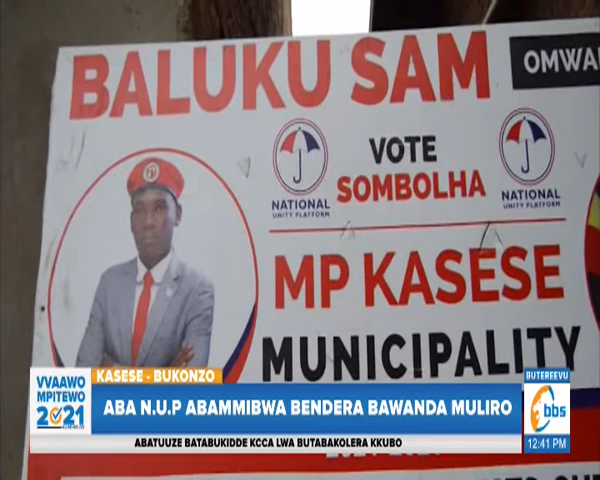 BALUKU SAM
OMWA
VOTE
SOMBOLHA
NATIONAL
UNITY PLATFORM
NATIONAL
UNITY PLATFORM
MP KASESE
MUNICIPALITY
KASESE - BUKONZO
BUTEREEVU
VVAAWO
MPITEWO
2021
ABA N.U.P ABAMMIBWA BENDERA BAWANDA MULIRO
bbs
ABATUUZE BATABUKIDDE KCCA LWA BUTABAKOLERA KKUBO
12:41 PM